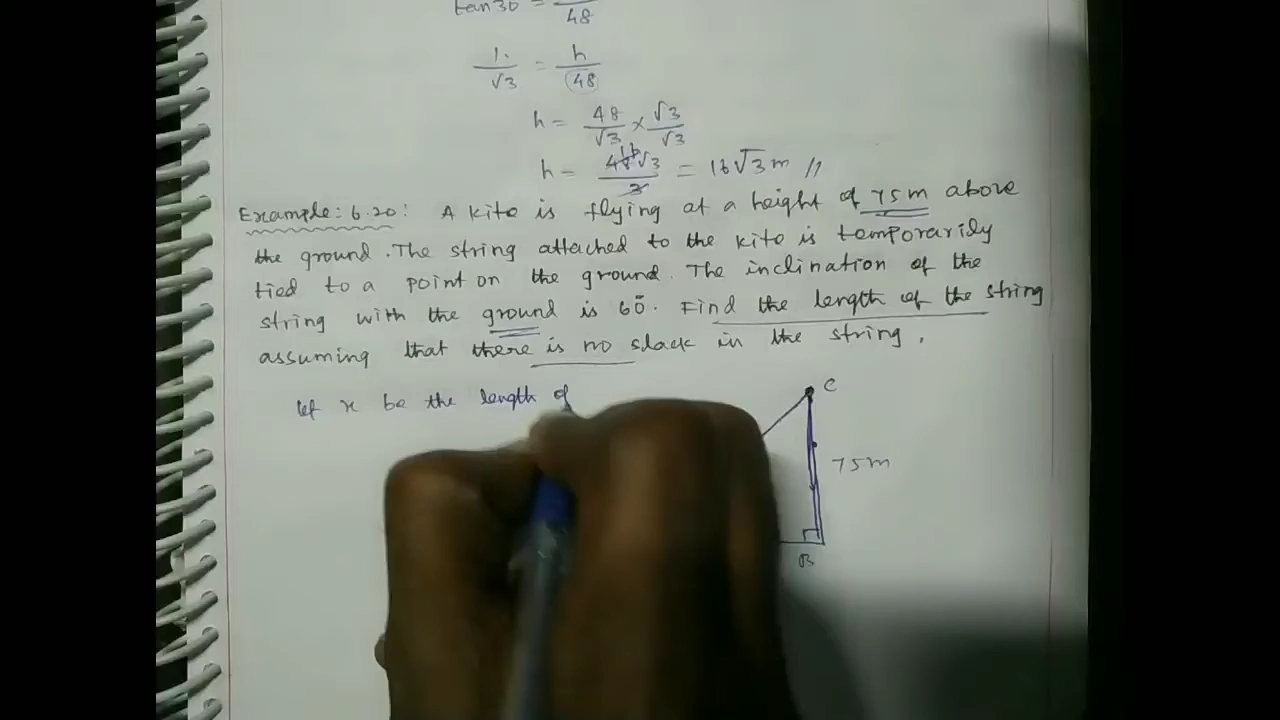 tan 30 = 48
1/√3 = h/48
h = 48/√3 × √3/√3
h = 48 16 √3/3 = 16√3 m //
Example: 6.20: A kite is flying at a height of 75m above
the ground. The string attached to the kite is temporarily
tied to a point on the ground. The inclination of the
string with the ground is 60°. Find the length of the string
assuming that there is no slack in the string.
let x be the length of
C
75m
B